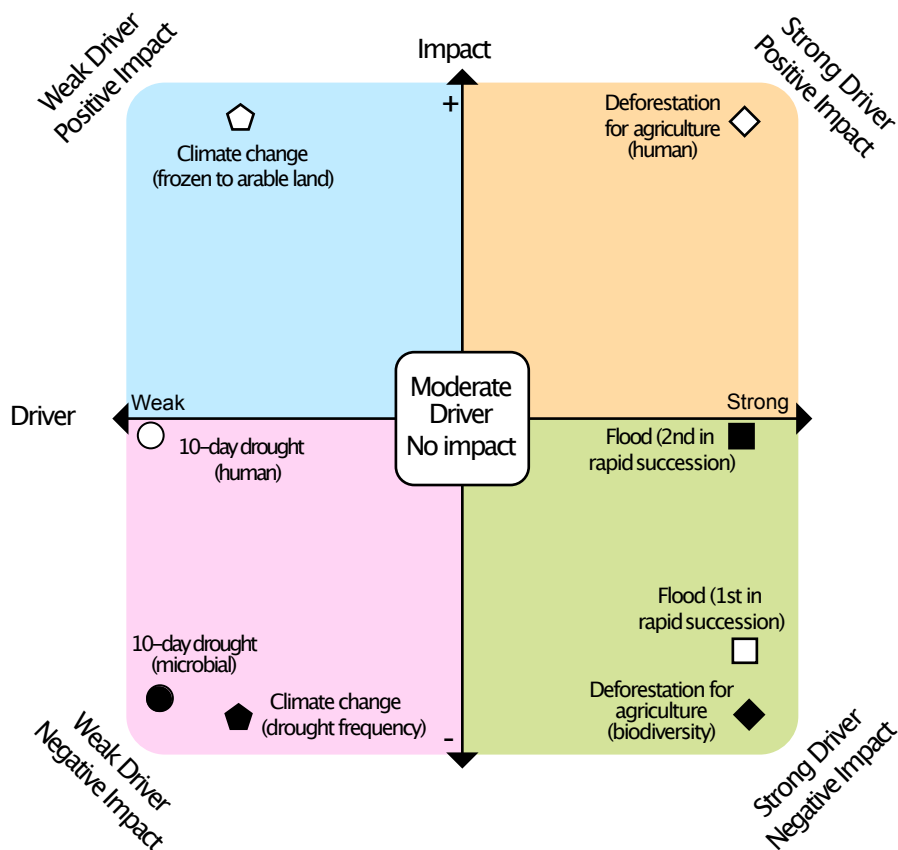 Weak Driver
Positive Impact
Impact
Strong Driver
Positive Impact
+
Climate change
(frozen to arable land)
Deforestation
for agriculture
(human)
Driver
Weak
Moderate
Driver
No impact
Strong
10–day drought
(human)
Flood (2nd in
rapid succession)
10–day drought
(microbial)
Climate change
(drought frequency)
Flood (1st in
rapid succession)
Deforestation for
agriculture
(biodiversity)
-
Weak Driver
Negative Impact
Strong Driver
Negative Impact